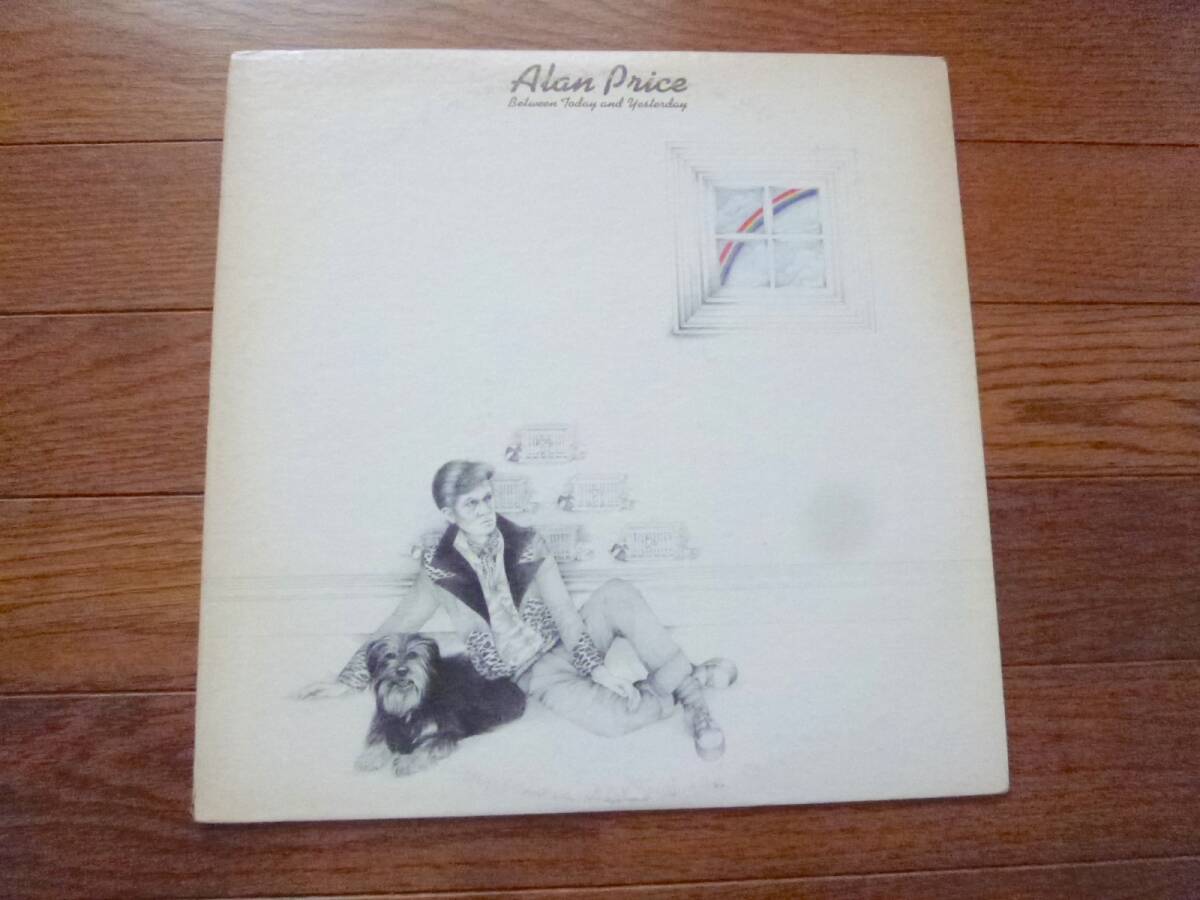 Alan Price
Between Today and Yesterday